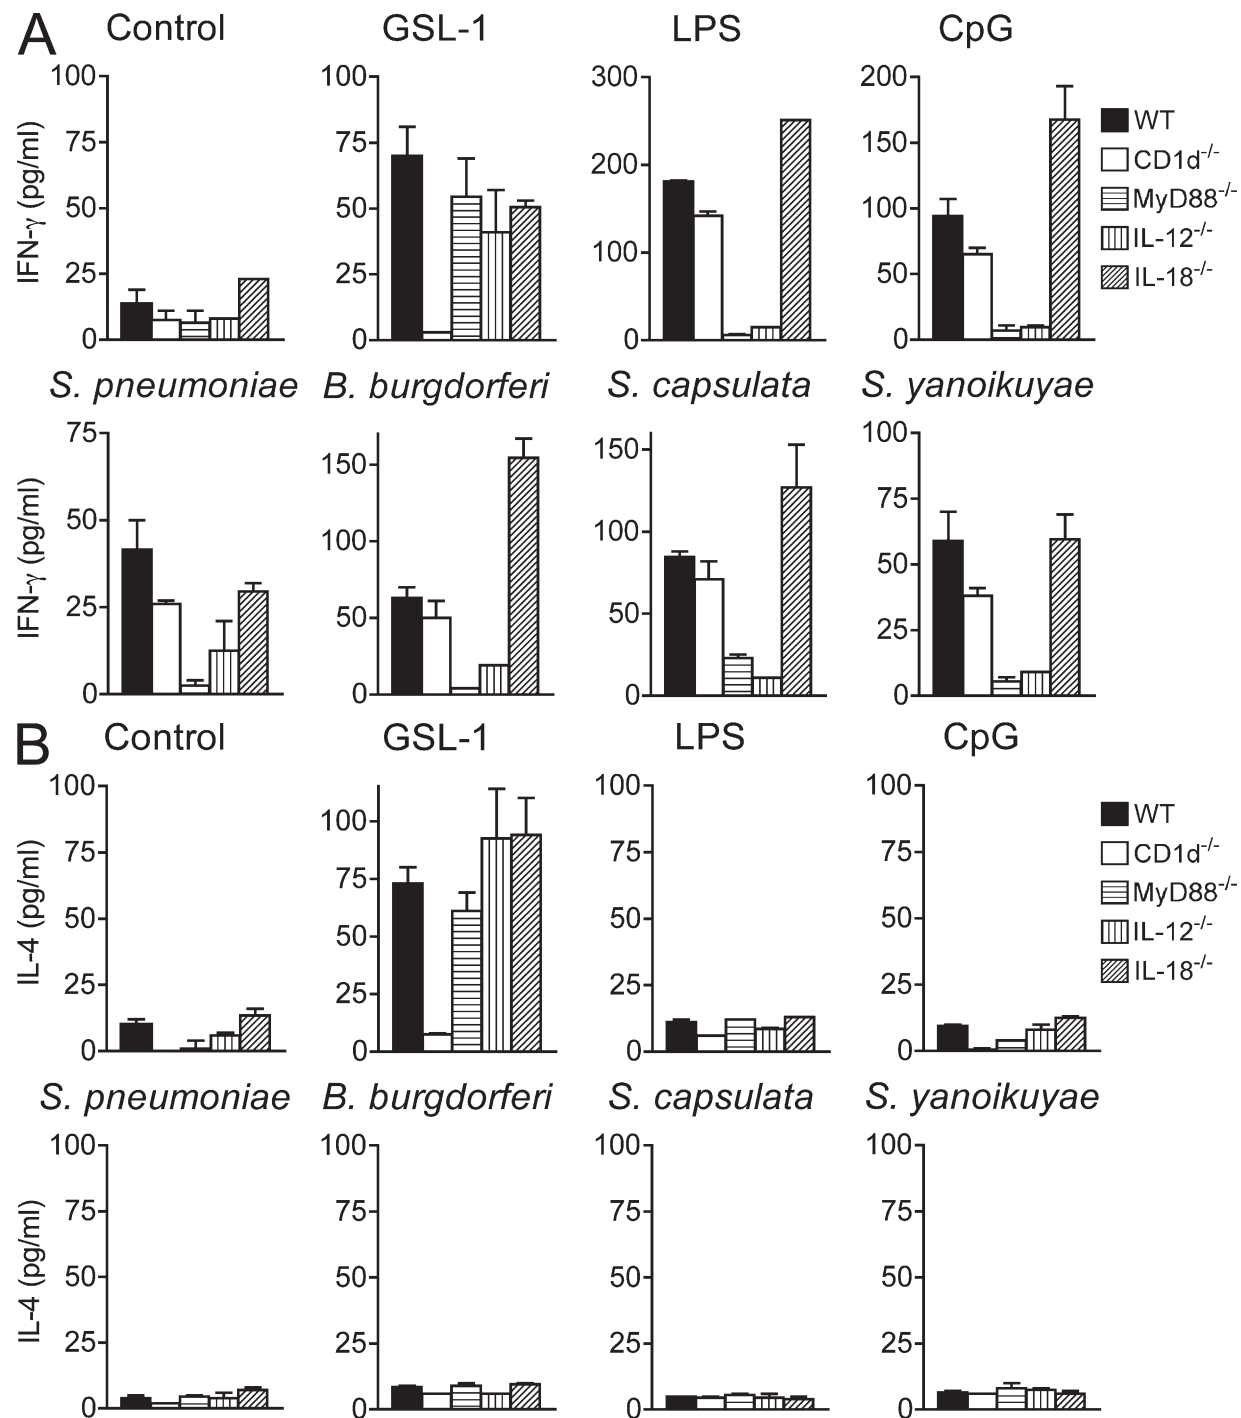 A
Control GSL-1 LPS CpG
IFN-γ (pg/ml)
100 75 50 25 0
100 75 50 25 0
300 200 100 0
200 150 100 50 0
WT
CD1d-/-
MyD88-/-
IL-12-/-
IL-18-/-
S. pneumoniae B. burgdorferi S. capsulata S. yanoikuyae
IFN-γ (pg/ml)
75 50 25 0
150 100 50 0
150 100 50 0
100 75 50 25 0
B
Control GSL-1 LPS CpG
IL-4 (pg/ml)
100 75 50 25 0
100 75 50 25 0
100 75 50 25 0
100 75 50 25 0
WT
CD1d-/-
MyD88-/-
IL-12-/-
IL-18-/-
S. pneumoniae B. burgdorferi S. capsulata S. yanoikuyae
IL-4 (pg/ml)
100 75 50 25 0
100 75 50 25 0
100 75 50 25 0
100 75 50 25 0